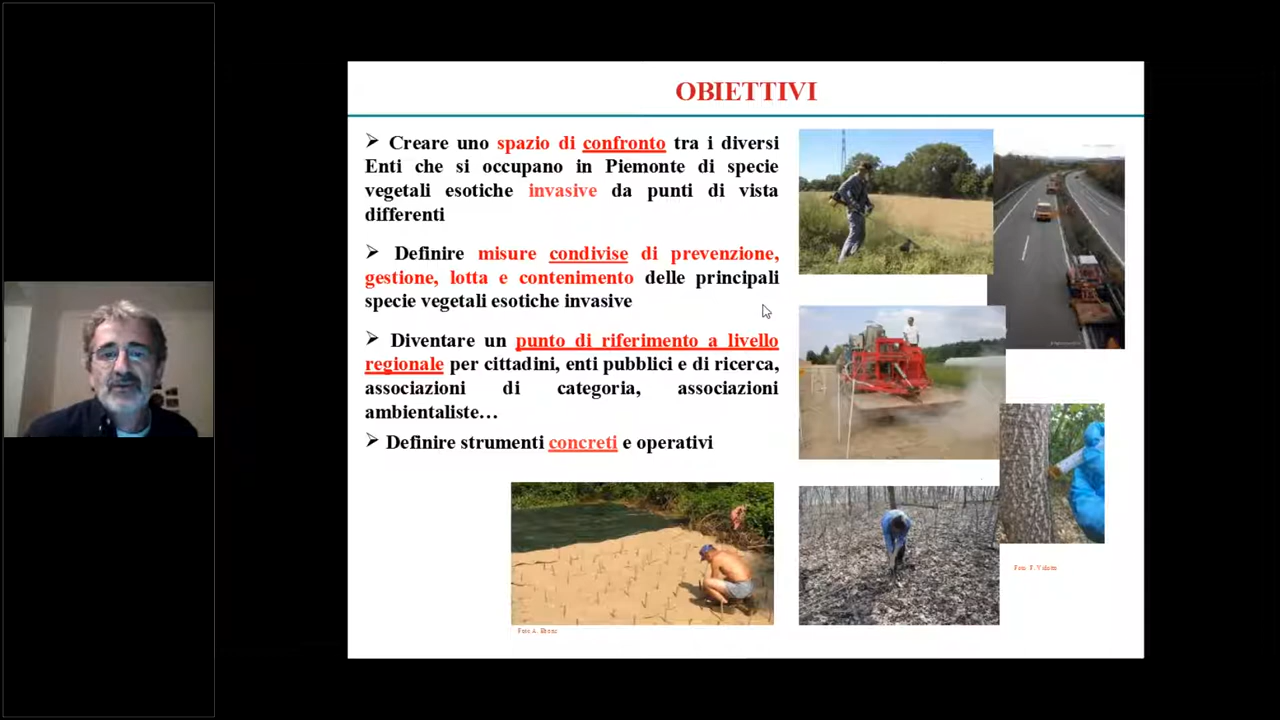 OBIETTIVI
➢ Creare uno spazio di confronto tra i diversi
Enti che si occupano in Piemonte di specie
vegetali esotiche invasive da punti di vista
differenti
➢ Definire misure condivise di prevenzione,
gestione, lotta e contenimento delle principali
specie vegetali esotiche invasive
➢ Diventare un punto di riferimento a livello
regionale per cittadini, enti pubblici e di ricerca,
associazioni di categoria, associazioni
ambientaliste…
➢ Definire strumenti concreti e operativi
Foto A.